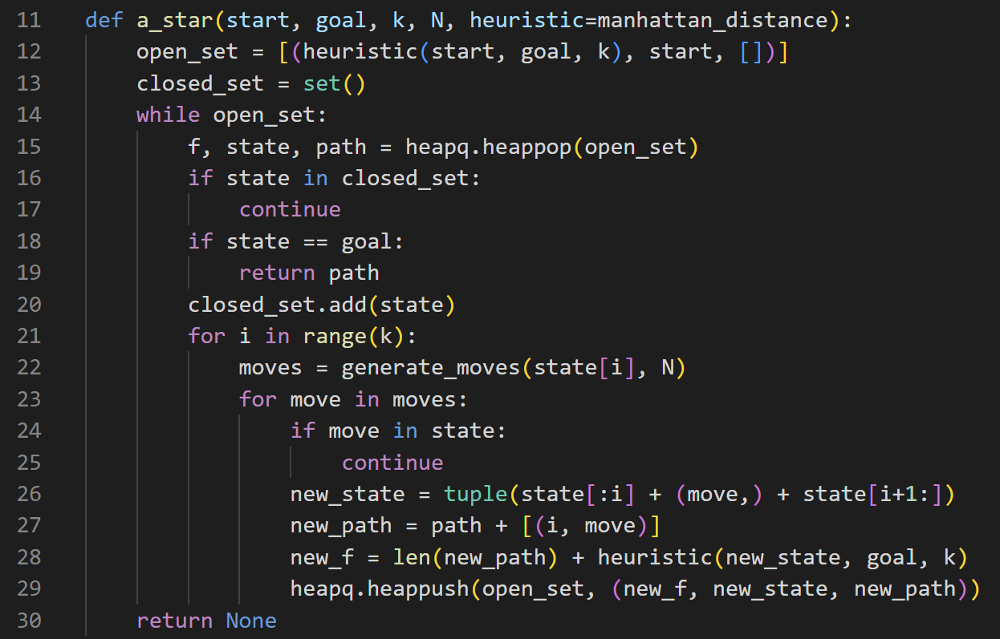 11 def a_star(start, goal, k, N, heuristic=manhattan_distance):
12     open_set = [(heuristic(start, goal, k), start, [])]
13     closed_set = set()
14     while open_set:
15         f, state, path = heapq.heappop(open_set)
16         if state in closed_set:
17             continue
18         if state == goal:
19             return path
20         closed_set.add(state)
21         for i in range(k):
22             moves = generate_moves(state[i], N)
23             for move in moves:
24                 if move in state:
25                     continue
26                 new_state = tuple(state[:i] + (move,) + state[i+1:])
27                 new_path = path + [(i, move)]
28                 new_f = len(new_path) + heuristic(new_state, goal, k)
29                 heapq.heappush(open_set, (new_f, new_state, new_path))
30     return None